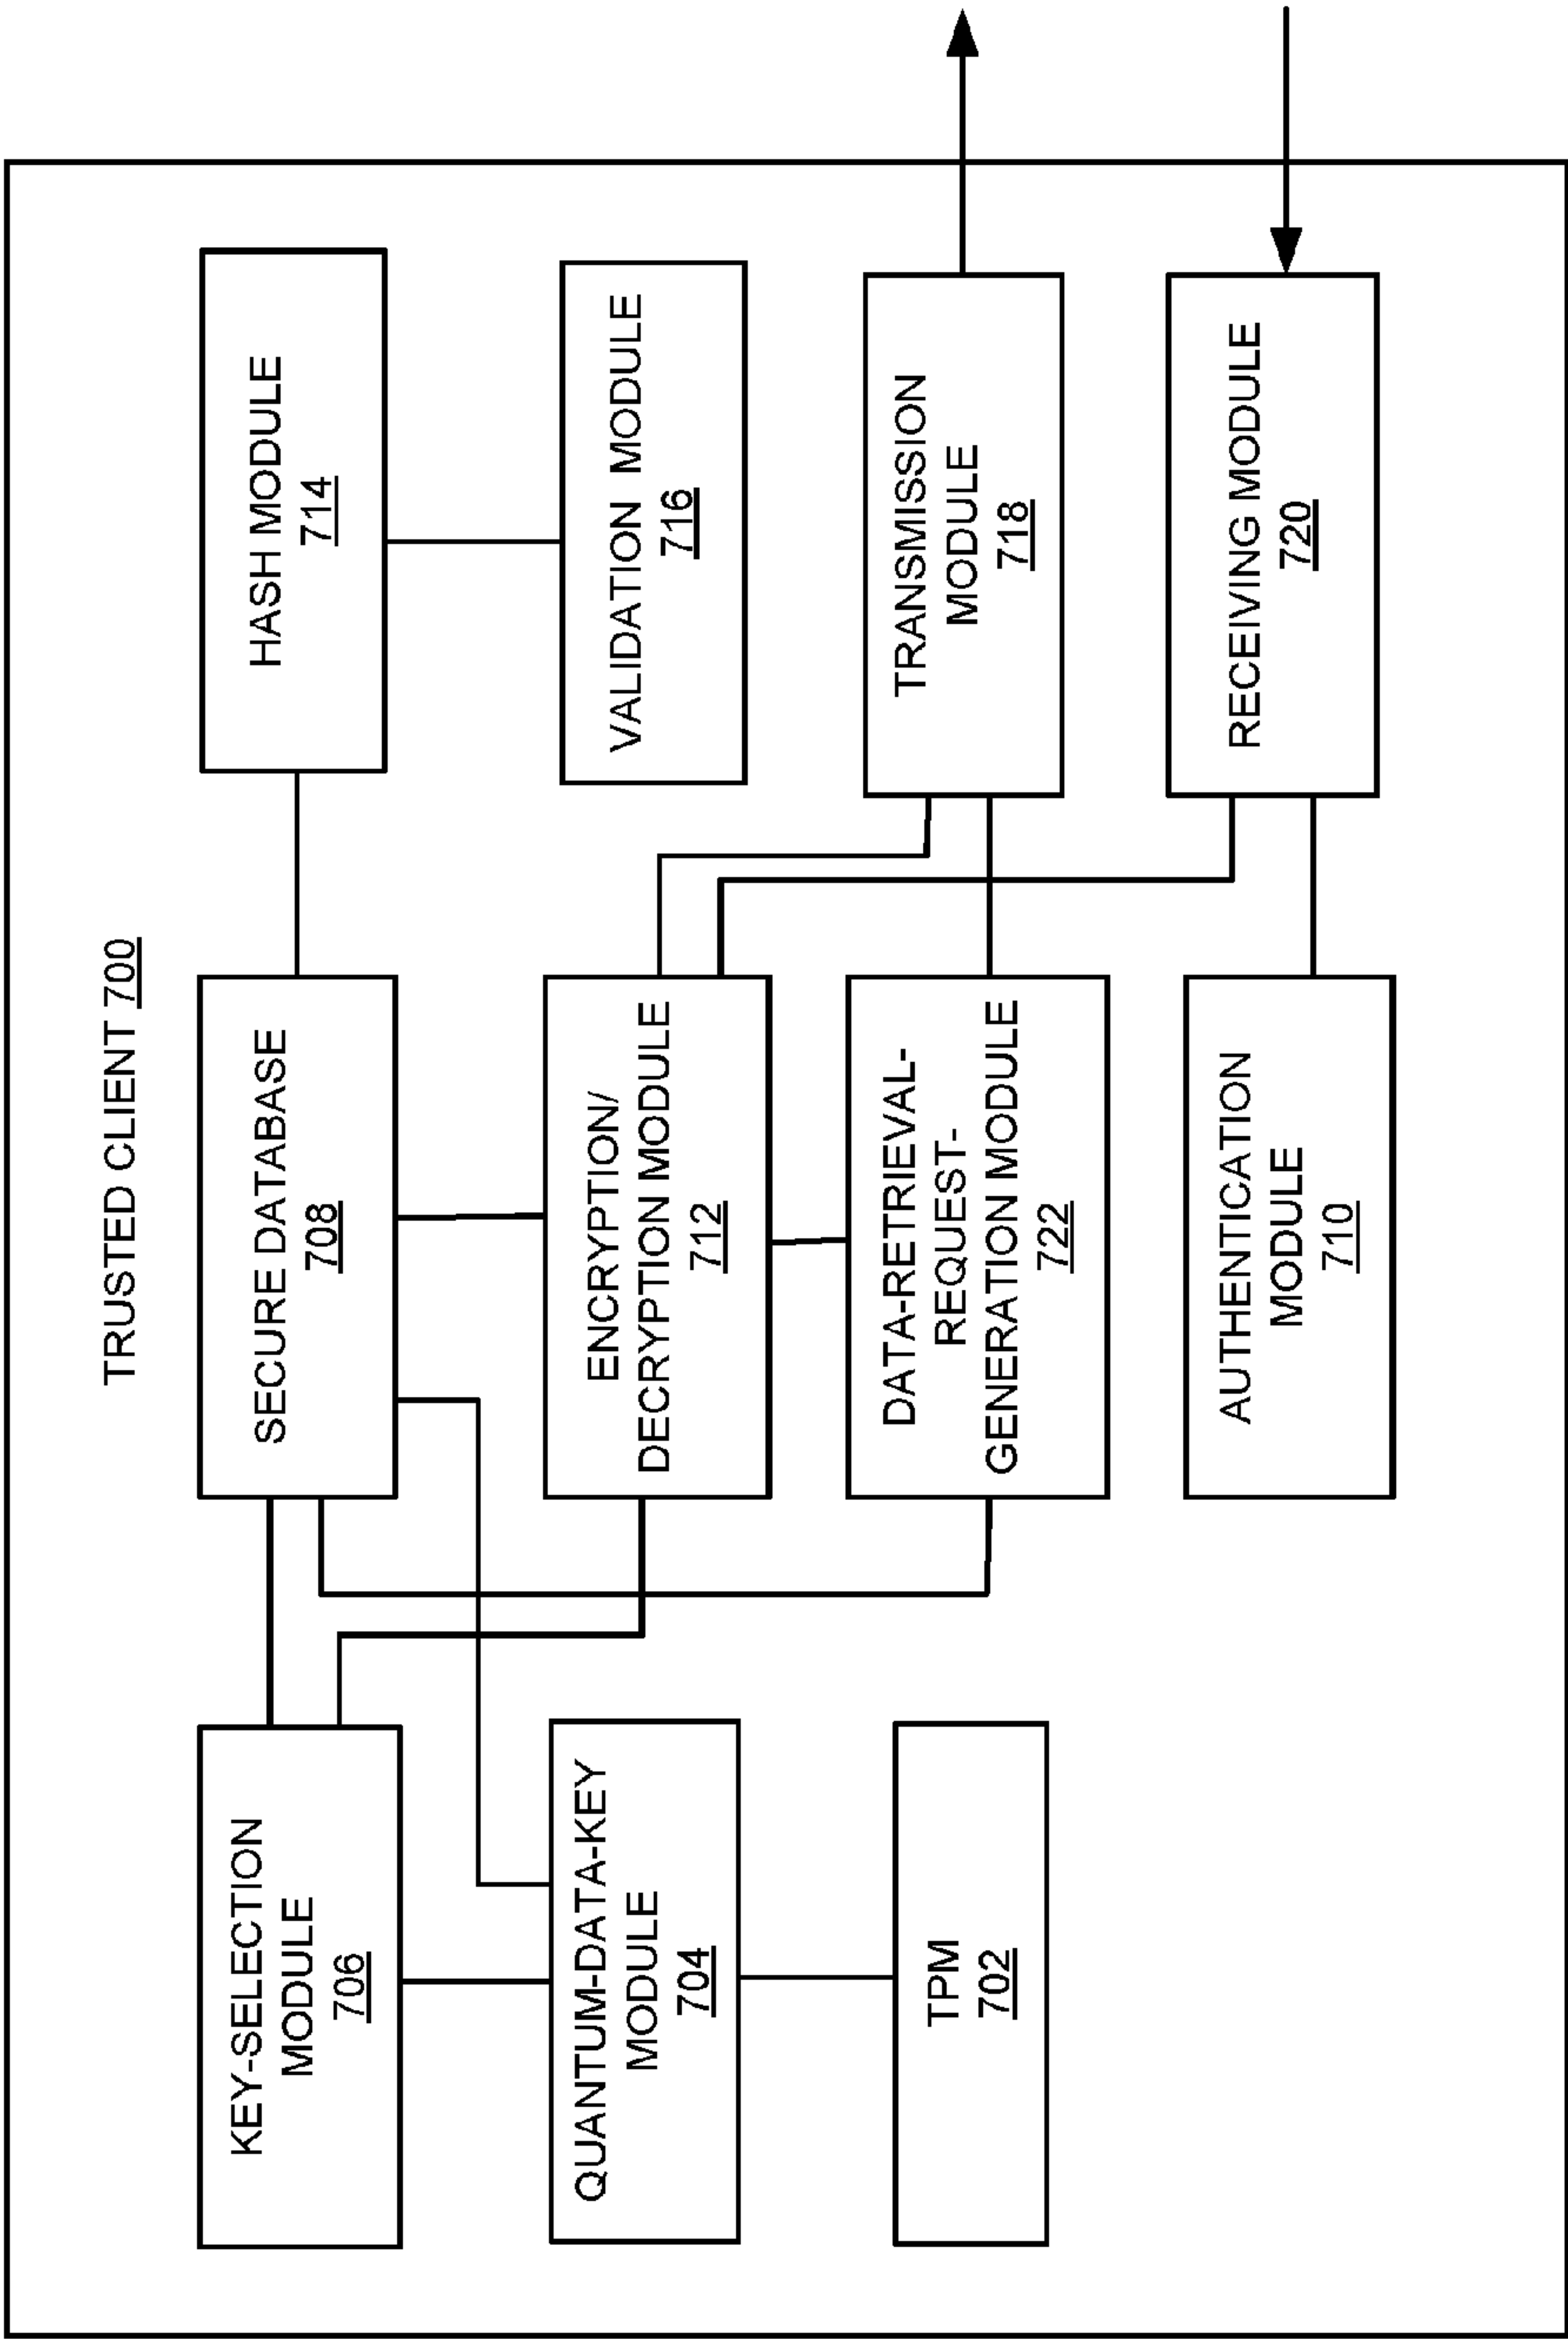 TRUSTED CLIENT 700
KEY-SELECTION
MODULE
706
SECURE DATABASE
708
HASH MODULE
714
QUANTUM-DATA-KEY
MODULE
704
ENCRYPTION/
DECRYPTION MODULE
712
VALIDATION MODULE
716
TPM
702
DATA-RETRIEVAL-
REQUEST-
GENERATION MODULE
722
TRANSMISSION
MODULE
718
AUTHENTICATION
MODULE
710
RECEIVING MODULE
720